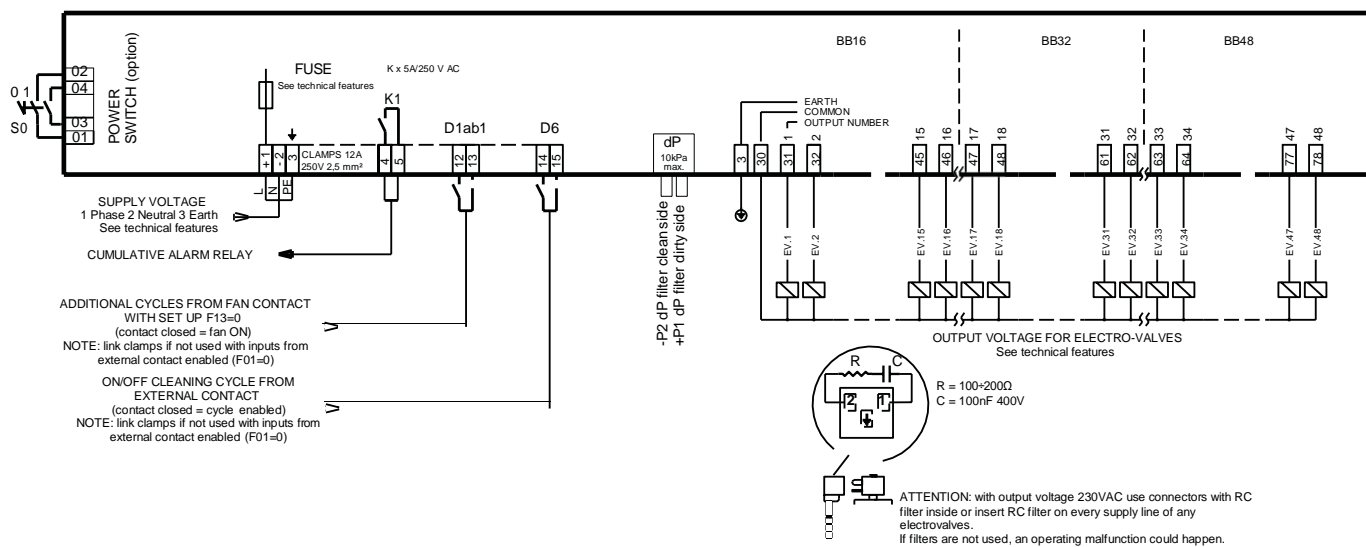 BB16
BB32
BB48
0 1
S0
02
04
03
01
POWER
SWITCH (option)
FUSE
See technical features
K x 5A/250 V AC
K1
D1ab1
D6
+ 1
- 2
3
CLAMPS 12A
250V 2,5 mm²
4
5
12
13
14
15
dP
10kPa
max.
EARTH
COMMON
OUTPUT NUMBER
1
2
15
16
17
18
31
32
33
34
47
48
3
30
31
32
45
46
47
48
61
62
63
64
77
78
L
N
PE
SUPPLY VOLTAGE
1 Phase 2 Neutral 3 Earth
See technical features
CUMULATIVE ALARM RELAY
ADDITIONAL CYCLES FROM FAN CONTACT
WITH SET UP F13=0
(contact closed = fan ON)
NOTE: link clamps if not used with inputs from
external contact enabled (F01=0)
ON/OFF CLEANING CYCLE FROM
EXTERNAL CONTACT
(contact closed = cycle enabled)
NOTE: link clamps if not used with inputs from
external contact enabled (F01=0)
-P2 dP filter clean side
+P1 dP filter dirty side
EV.1
EV.2
EV.15
EV.16
EV.17
EV.18
EV.31
EV.32
EV.33
EV.34
EV.47
EV.48
OUTPUT VOLTAGE FOR ELECTRO-VALVES
See technical features
R
C
2
1
R = 100÷200Ω
C = 100nF 400V
ATTENTION: with output voltage 230VAC use connectors with RC
filter inside or insert RC filter on every supply line of any
electrovalves.
If filters are not used, an operating malfunction could happen.